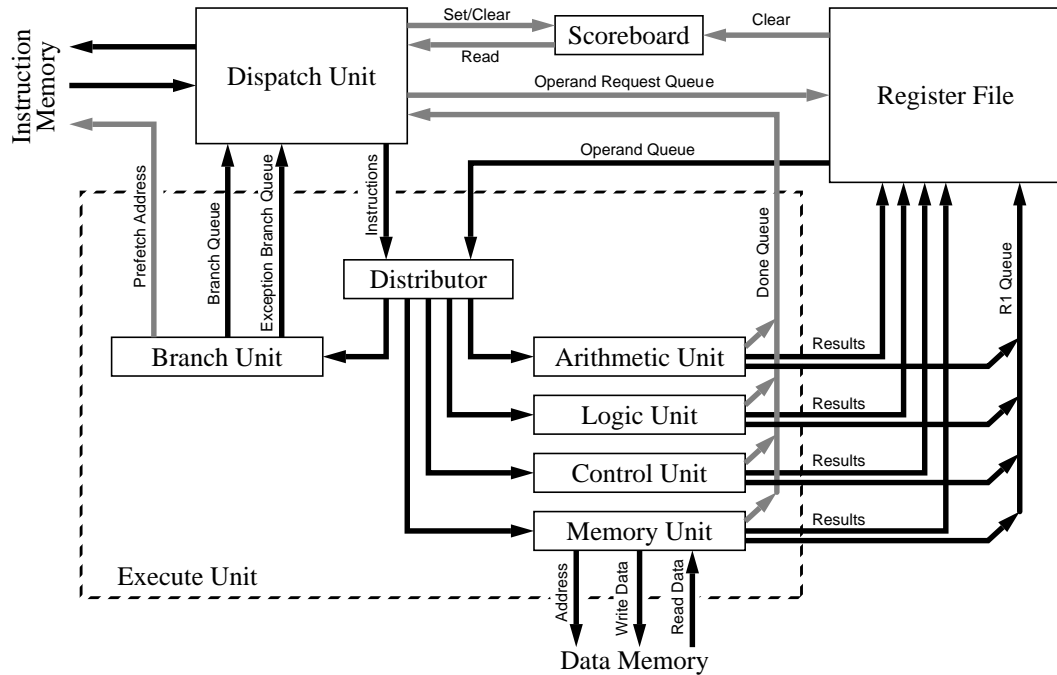 Set/Clear
Scoreboard
Clear
Read
Dispatch Unit
Operand Request Queue
Register File
Instruction
Memory
Operand Queue
Prefetch Address
Branch Queue
Exception Branch Queue
Instructions
Done Queue
R1 Queue
Distributor
Branch Unit
Arithmetic Unit
Results
Logic Unit
Results
Control Unit
Results
Memory Unit
Results
Execute Unit
Address
Write Data
Read Data
Data Memory